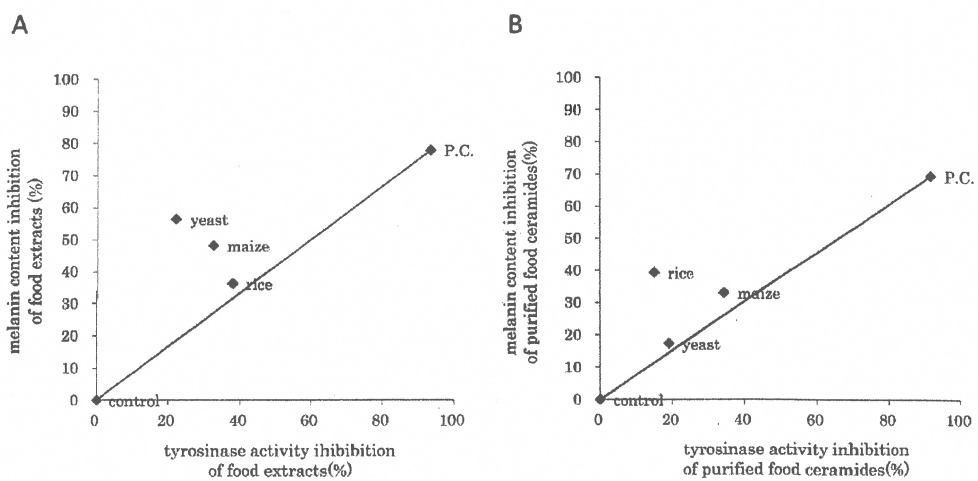 A
melanin content inhibition
of food extracts (%)
100
90
80
70
60
50
40
30
20
10
0
P.C.
yeast
maize
rice
control
0 20 40 60 80 100
tyrosinase activity ihibibition
of food extracts(%)
B
melanin content inhibition
of purified food ceramides(%)
100
90
80
70
60
50
40
30
20
10
0
P.C.
rice
maize
yeast
control
0 20 40 60 80 100
tyrosinase activity inhibition
of purified food ceramides(%)